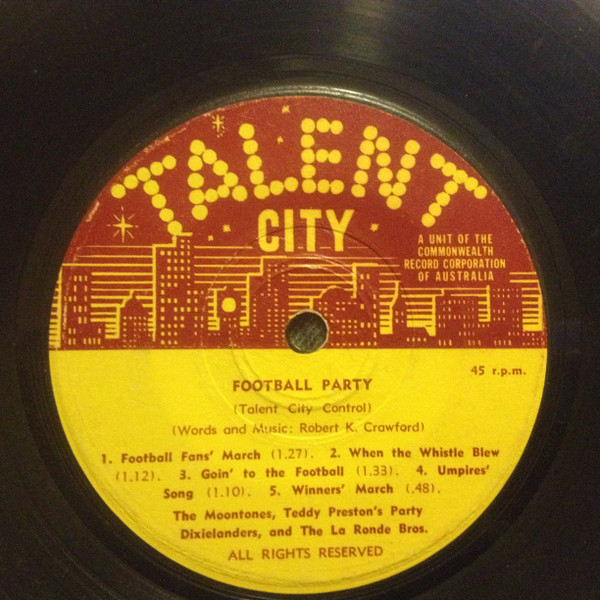 TALENT
CITY
A UNIT OF THE
COMMONWEALTH
RECORD CORPORATION
OF AUSTRALIA
45 r.p.m.
FOOTBALL PARTY
(Talent City Control)
(Words and Music: Robert K. Crawford)
1. Football Fans' March (1.27). 2. When the Whistle Blew
(1.12). 3. Goin' to the Football (1.33). 4. Umpires'
Song (1.10). 5. Winners' March (.48).
The Moontones, Teddy Preston's Party
Dixielanders, and The La Ronde Bros.
ALL RIGHTS RESERVED